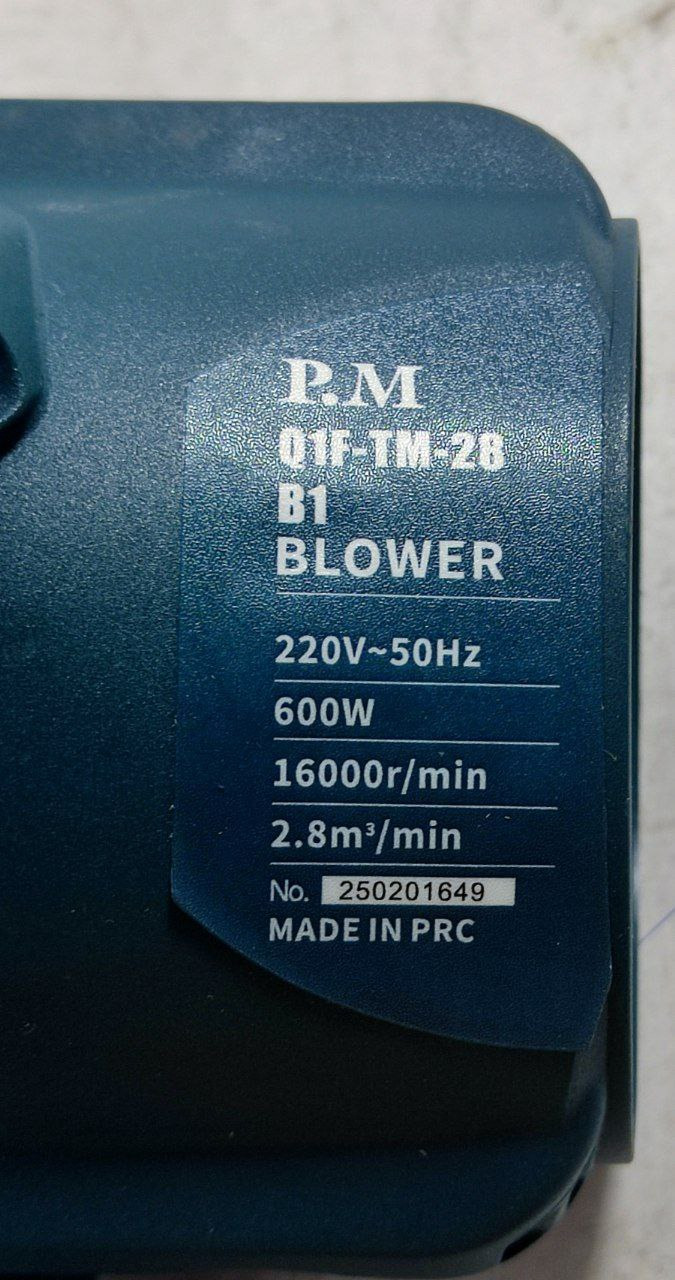 P.M
Q1F-TM-28
B1
BLOWER
220V~50Hz
600W
16000r/min
2.8m³/min
No. 250201649
MADE IN PRC